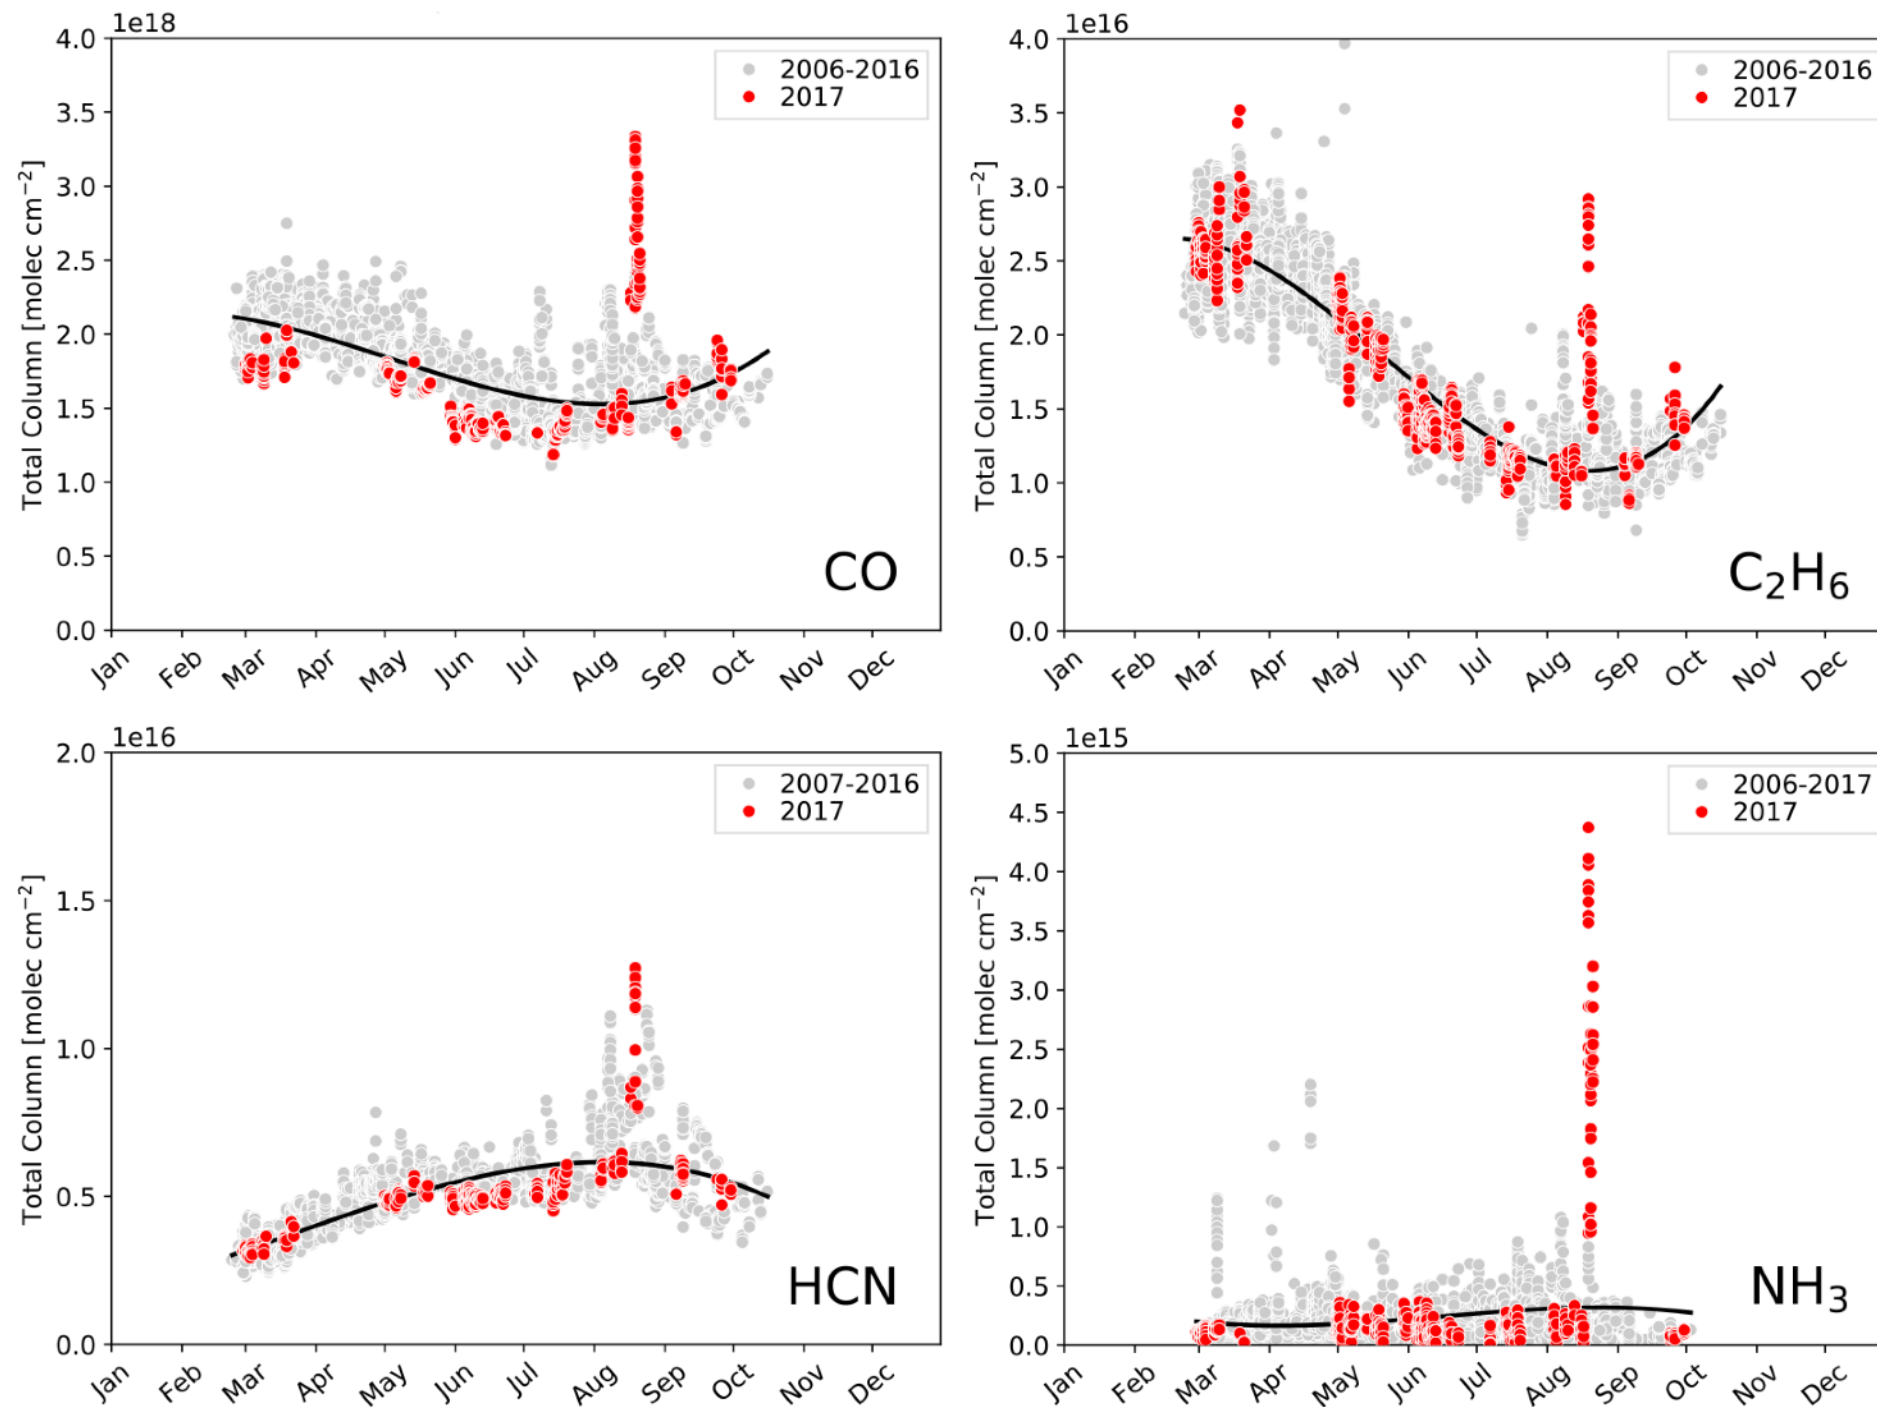 1e18
4.0
3.5
3.0
2.5
2.0
1.5
1.0
0.5
0.0
Total Column [molec cm⁻²]
2006-2016
2017
CO
Jan Feb Mar Apr May Jun Jul Aug Sep Oct Nov Dec
1e16
4.0
3.5
3.0
2.5
2.0
1.5
1.0
0.5
0.0
Total Column [molec cm⁻²]
2006-2016
2017
C₂H₆
Jan Feb Mar Apr May Jun Jul Aug Sep Oct Nov Dec
1e16
2.0
1.5
1.0
0.5
0.0
Total Column [molec cm⁻²]
2007-2016
2017
HCN
Jan Feb Mar Apr May Jun Jul Aug Sep Oct Nov Dec
1e15
5.0
4.5
4.0
3.5
3.0
2.5
2.0
1.5
1.0
0.5
0.0
Total Column [molec cm⁻²]
2006-2017
2017
NH₃
Jan Feb Mar Apr May Jun Jul Aug Sep Oct Nov Dec